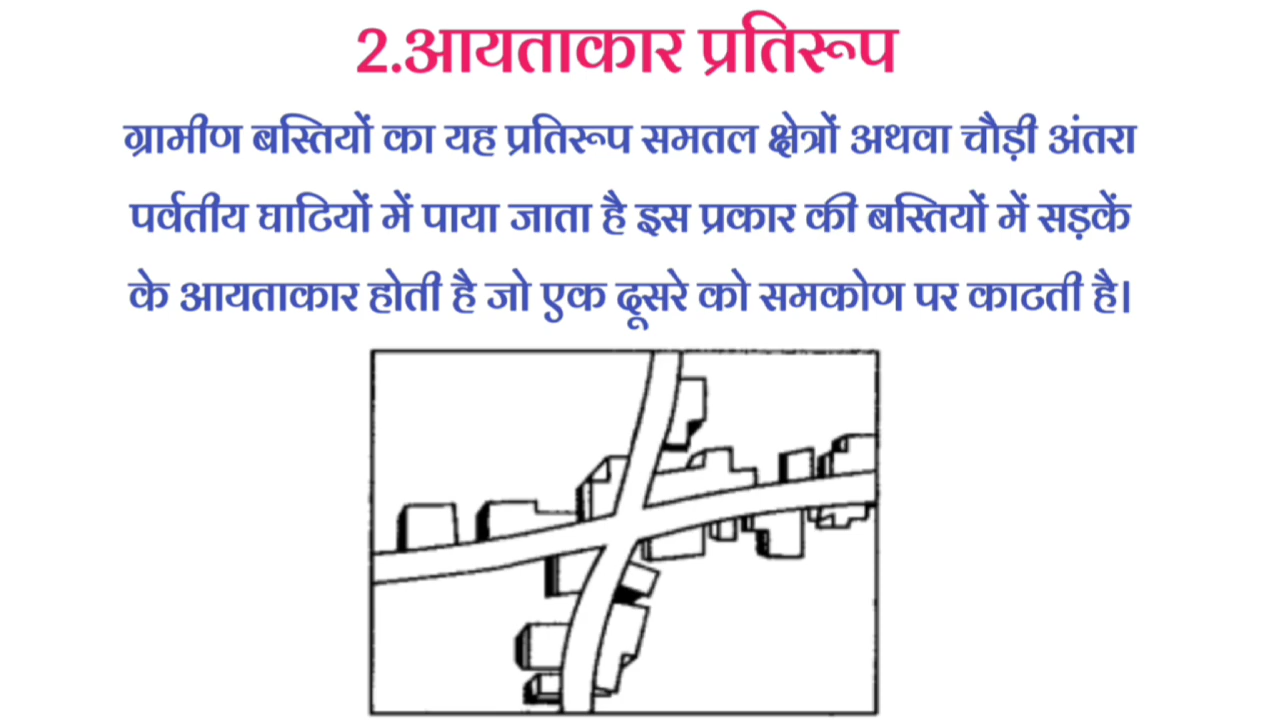 2.आयताकार प्रतिरूप
ग्रामीण बस्तियों का यह प्रतिरूप समतल क्षेत्रों अथवा चौड़ी अंतरा
पर्वतीय घाटियों में पाया जाता है इस प्रकार की बस्तियों में सड़कें
के आयताकार होती है जो एक दूसरे को समकोण पर काटती है।